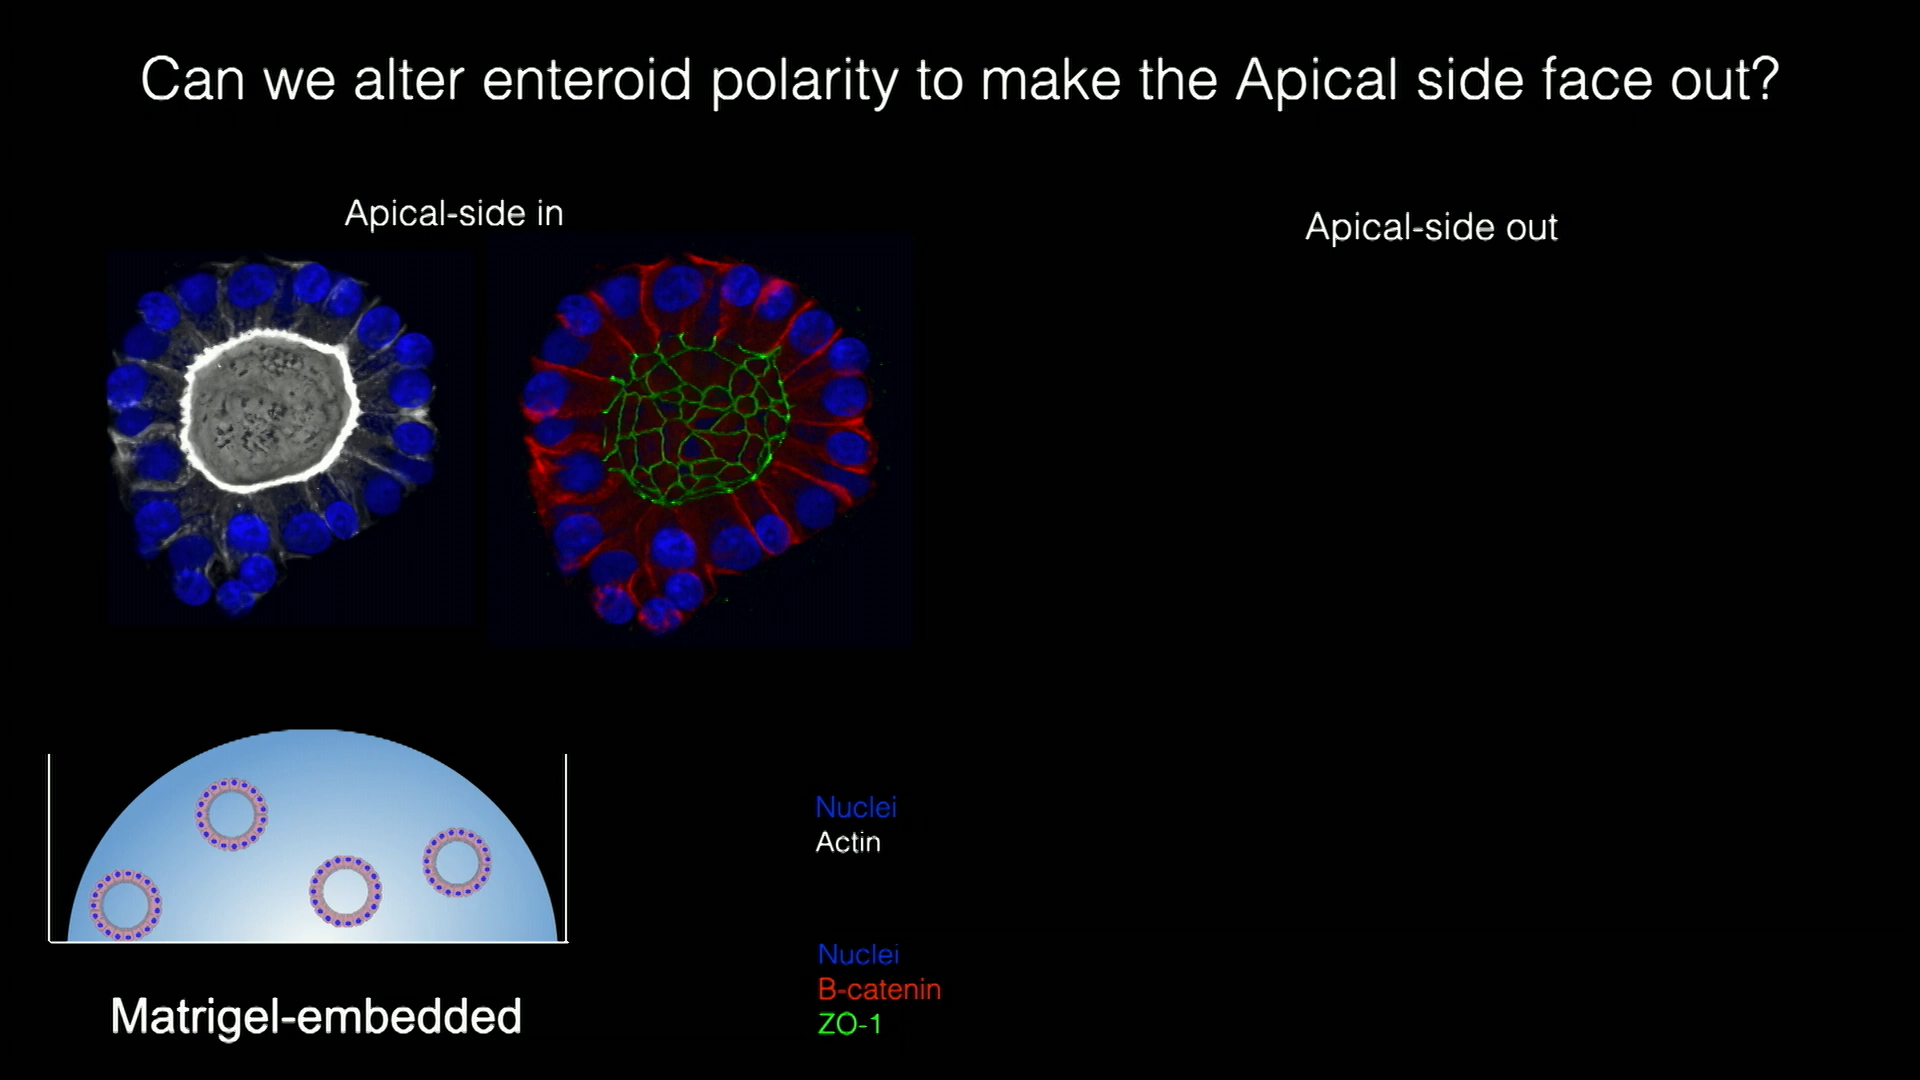 Can we alter enteroid polarity to make the Apical side face out?
Apical-side in
Apical-side out
Nuclei
Actin
Nuclei
B-catenin
ZO-1
Matrigel-embedded